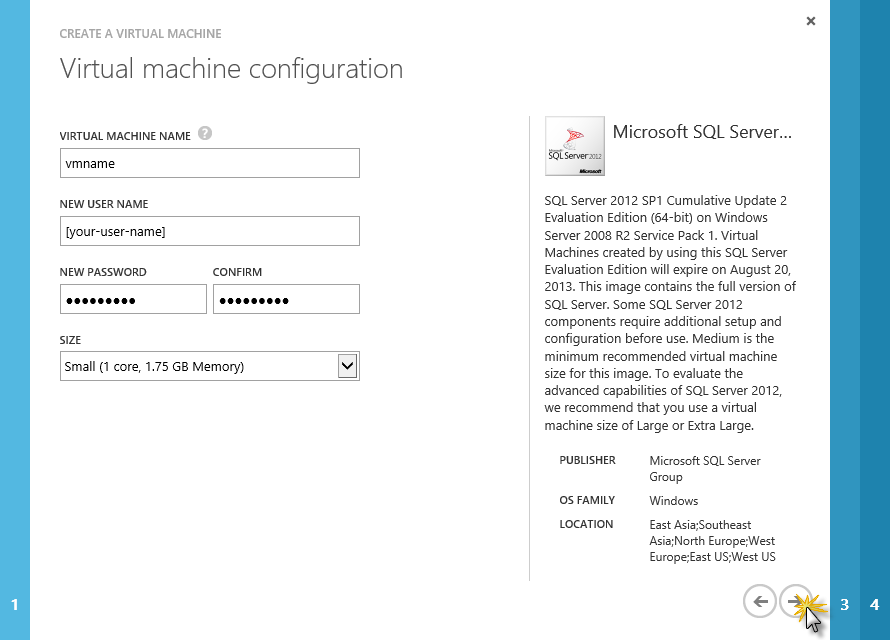 CREATE A VIRTUAL MACHINE
Virtual machine configuration
VIRTUAL MACHINE NAME ?
vmname
NEW USER NAME
[your-user-name]
NEW PASSWORD CONFIRM
●●●●●●●●● ●●●●●●●●●
SIZE
Small (1 core, 1.75 GB Memory)
Microsoft
SQL Server 2012
Microsoft
Microsoft SQL Server...
SQL Server 2012 SP1 Cumulative Update 2
Evaluation Edition (64-bit) on Windows
Server 2008 R2 Service Pack 1. Virtual
Machines created by using this SQL Server
Evaluation Edition will expire on August 20,
2013. This image contains the full version of
SQL Server. Some SQL Server 2012
components require additional setup and
configuration before use. Medium is the
minimum recommended virtual machine
size for this image. To evaluate the
advanced capabilities of SQL Server 2012,
we recommend that you use a virtual
machine size of Large or Extra Large.
PUBLISHER Microsoft SQL Server
Group
OS FAMILY Windows
LOCATION East Asia;Southeast
Asia;North Europe;West
Europe;East US;West US
1
3
4